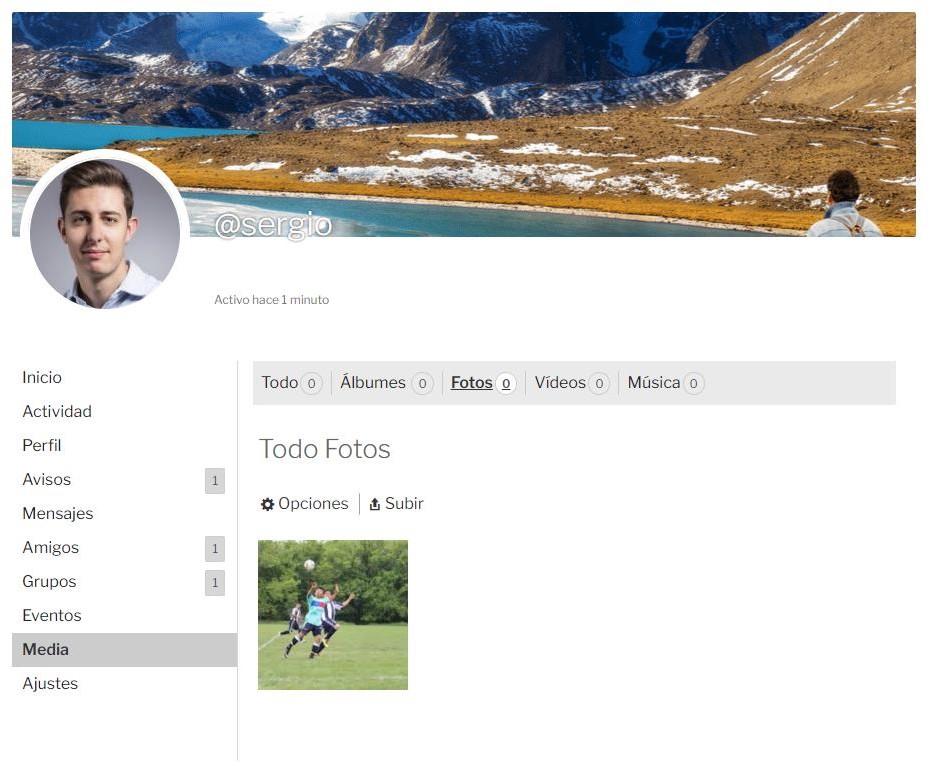 @sergio
Activo hace 1 minuto
Inicio
Actividad
Perfil
Avisos 1
Mensajes
Amigos 1
Grupos 1
Eventos
Media
Ajustes
Todo 0 Álbumes 0 Fotos 0 Vídeos 0 Música 0
Todo Fotos
Opciones Subir